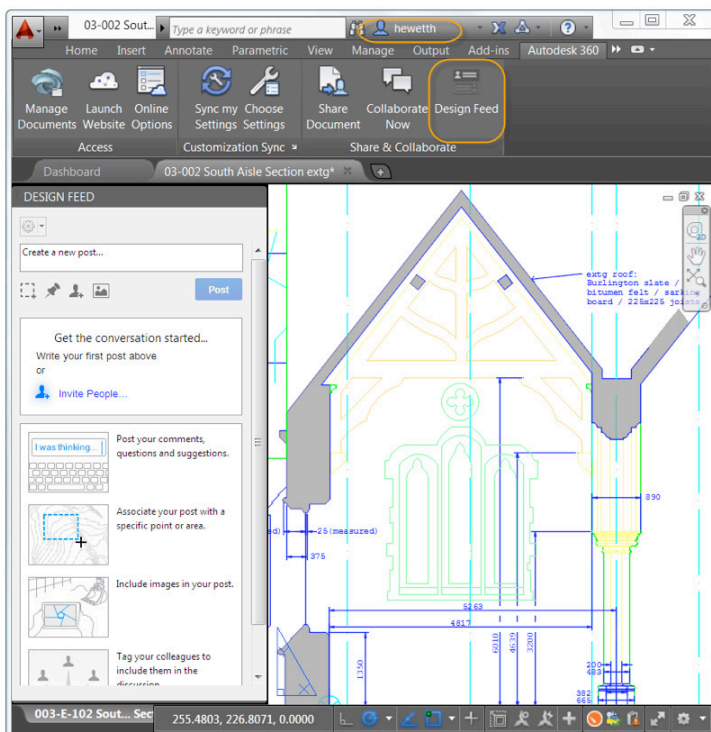 03-002 Sout...
Type a keyword or phrase
hewetth
Home Insert Annotate Parametric View Manage Output Add-ins Autodesk 360
Manage Documents
Launch Website
Online Options
Sync my Settings
Choose Settings
Share Document
Collaborate Now
Design Feed
Access
Customization Sync
Share & Collaborate
Dashboard
03-002 South Aisle Section extg*
DESIGN FEED
Create a new post...
Post
Get the conversation started...
Write your first post above
or
Invite People...
I was thinking...
Post your comments,
questions and suggestions.
Associate your post with a
specific point or area.
Include images in your post.
Tag your colleagues to
include them in the
discussion
extg roof:
Burlington slate /
bitumen felt / sarking
board / 225x225 joists
2D
890
25(measured)
375
5263
4817
6010
4639
3200
1350
200
483
382
665
003-E-102 Sout... Sec
255.4803, 226.8071, 0.0000